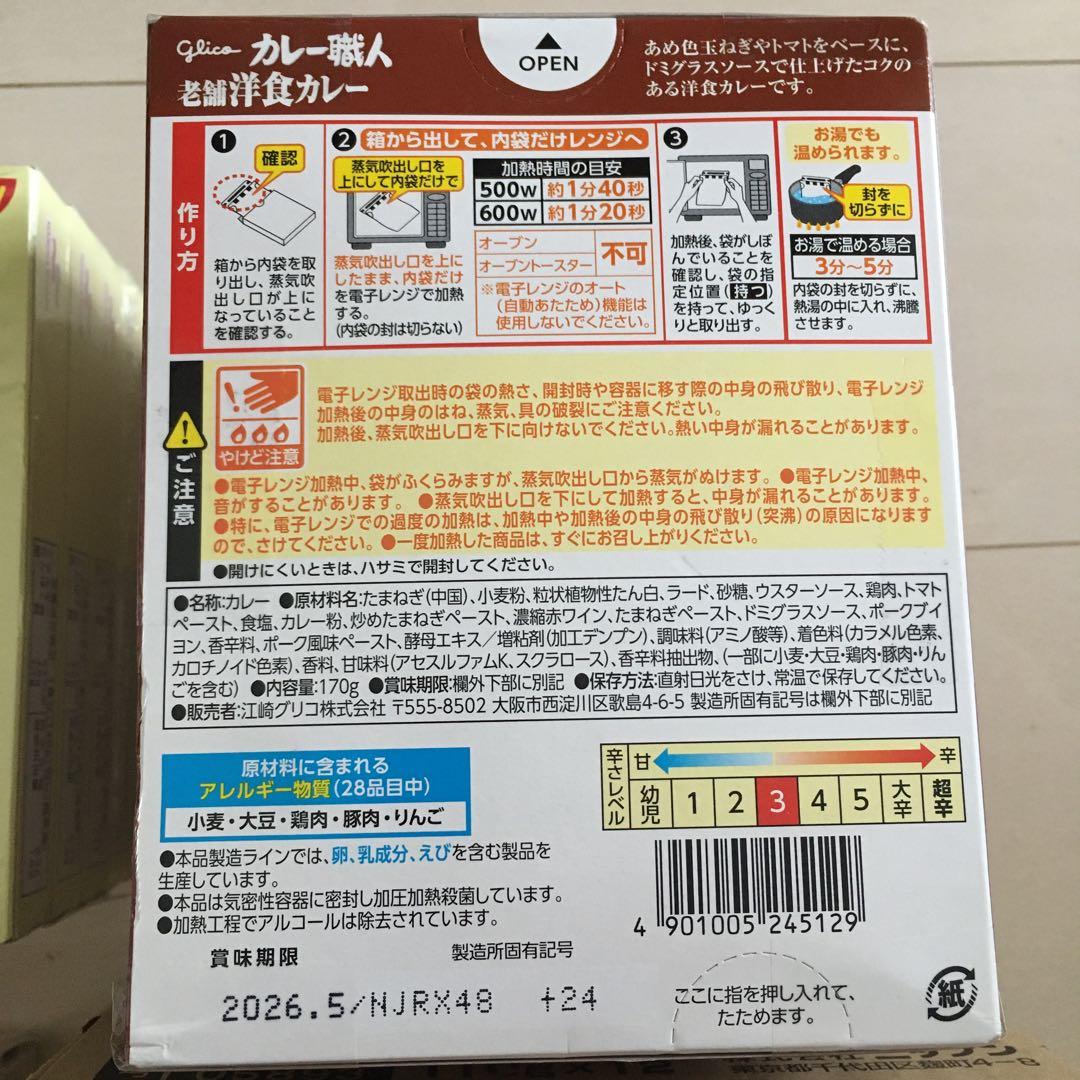 glico カレー職人
老舗洋食カレー
OPEN
あめ色玉ねぎやトマトをベースに、
ドミグラスソースで仕上げたコクの
ある洋食カレーです。
作り方
1
確認
箱から内袋を取
り出し、蒸気吹
出し口が上に
なっていること
を確認する。
2 箱から出して、内袋だけレンジへ
蒸気吹出し口を
上にして内袋だけで
加熱時間の目安
500W 約1分40秒
600W 約1分20秒
蒸気吹出し口を上に
したまま、内袋だけ
を電子レンジで加熱
する。
(内袋の封は切らない)
オーブン
オーブントースター
不可
※電子レンジのオート
(自動あたため)機能は
使用しないでください。
3
加熱後、袋がしぼ
んでいることを
確認し、袋の指
定位置(持つ)
を持って、ゆっく
りと取り出す。
お湯でも
温められます。
封を
切らずに
お湯で温める場合
3分〜5分
内袋の封を切らずに、
熱湯の中に入れ、沸騰
させます。
ご注意
やけど注意
電子レンジ取出時の袋の熱さ、開封時や容器に移す際の中身の飛び散り、電子レンジ
加熱後の中身のはね、蒸気、具の破裂にご注意ください。
加熱後、蒸気吹出し口を下に向けないでください。熱い中身が漏れることがあります。
●電子レンジ加熱中、袋がふくらみますが、蒸気吹出し口から蒸気がぬけます。 ●電子レンジ加熱中、
音がすることがあります。 ●蒸気吹出し口を下にして加熱すると、中身が漏れることがあります。
●特に、電子レンジでの過度の加熱は、加熱中や加熱後の中身の飛び散り(突沸)の原因になります
ので、さけてください。 ●一度加熱した商品は、すぐにお召し上がりください。
●開けにくいときは、ハサミで開封してください。
●名称:カレー ●原材料名:たまねぎ(中国)、小麦粉、粒状植物性たん白、ラード、砂糖、ウスターソース、鶏肉、トマト
ペースト、食塩、カレー粉、炒めたまねぎペースト、濃縮赤ワイン、たまねぎペースト、ドミグラスソース、ポークブイ
ヨン、香辛料、ポーク風味ペースト、酵母エキス/増粘剤(加工デンプン)、調味料(アミノ酸等)、着色料(カラメル色素、
カロチノイド色素)、香料、甘味料(アセスルファムK、スクラロース)、香辛料抽出物、(一部に小麦・大豆・鶏肉・豚肉・りん
ごを含む) ●内容量:170g ●賞味期限:欄外下部に別記 ●保存方法:直射日光をさけ、常温で保存してください。
●販売者:江崎グリコ株式会社 〒555-8502 大阪市西淀川区歌島4-6-5 製造所固有記号は欄外下部に別記
原材料に含まれる
アレルギー物質(28品目中)
小麦・大豆・鶏肉・豚肉・りんご
辛さレベル
甘 辛
幼児 1 2 3 4 5 大辛 超辛
●本品製造ラインでは、卵、乳成分、えびを含む製品を
生産しています。
●本品は気密性容器に密封し加圧加熱殺菌しています。
●加熱工程でアルコールは除去されています。
4 901005 245129
賞味期限
製造所固有記号
2026.5/NJRX48 +24
ここに指を押し入れて、
たためます。
紙
東京都千代田区麹町4-8